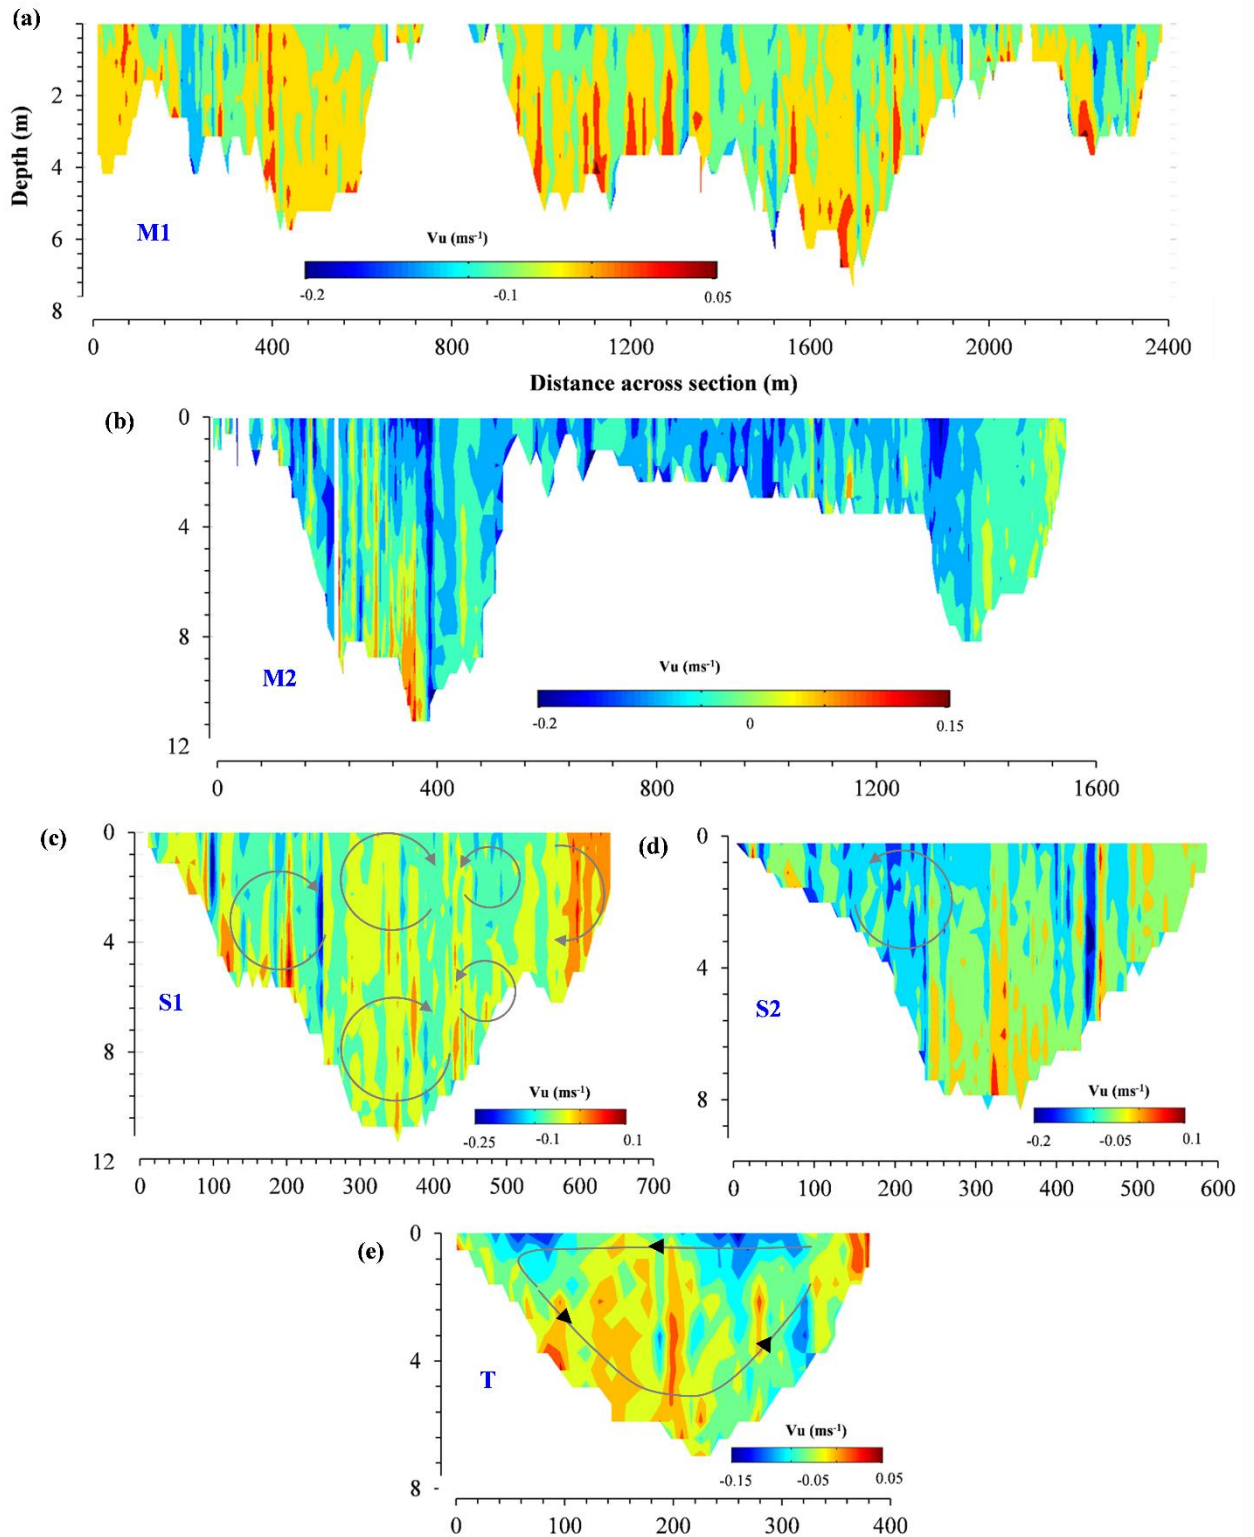 (a)
2
4
6
8
Depth (m)
M1
Vu (ms⁻¹)
-0.2 -0.1 0.05
0 400 800 1200 1600 2000 2400
Distance across section (m)
(b)
0
4
8
12
M2
Vu (ms⁻¹)
-0.2 0 0.15
0 400 800 1200 1600
(c)
0
4
8
12
S1
Vu (ms⁻¹)
-0.25 -0.1 0.1
0 100 200 300 400 500 600 700
(d)
0
4
8
S2
Vu (ms⁻¹)
-0.2 -0.05 0.1
0 100 200 300 400 500 600
(e)
0
4
8
T
Vu (ms⁻¹)
-0.15 -0.05 0.05
0 100 200 300 400